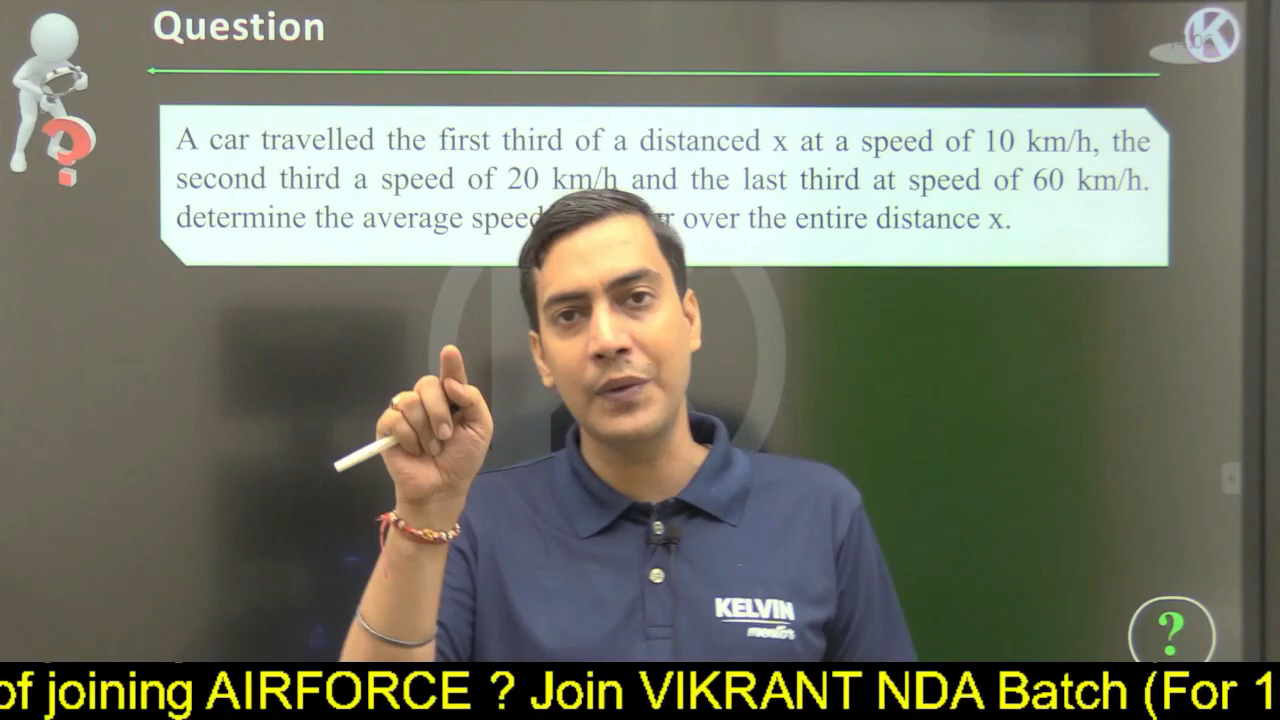 Question
A car travelled the first third of a distanced x at a speed of 10 km/h, the
second third a speed of 20 km/h and the last third at speed of 60 km/h.
determine the average speed over the entire distance x.
KELVIN
mentors
of joining AIRFORCE ? Join VIKRANT NDA Batch (For 1